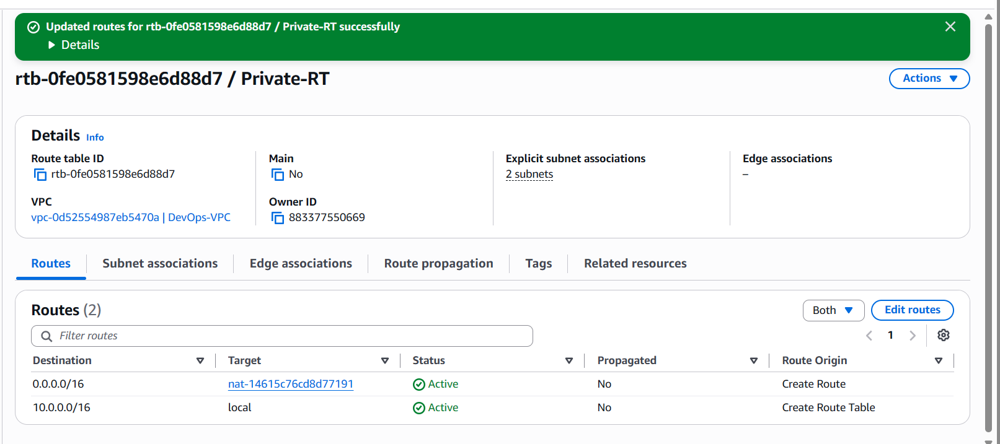 Updated routes for rtb-0fe0581598e6d88d7 / Private-RT successfully
Details
rtb-0fe0581598e6d88d7 / Private-RT
Actions
Details Info
Route table ID
rtb-0fe0581598e6d88d7
Main
No
Explicit subnet associations
2 subnets
Edge associations
–
VPC
vpc-0d52554987eb5470a | DevOps-VPC
Owner ID
883377550669
Routes Subnet associations Edge associations Route propagation Tags Related resources
Routes (2)
Both
Edit routes
Filter routes
1
Destination Target Status Propagated Route Origin
0.0.0.0/16 nat-14615c76cd8d77191 Active No Create Route
10.0.0.0/16 local Active No Create Route Table